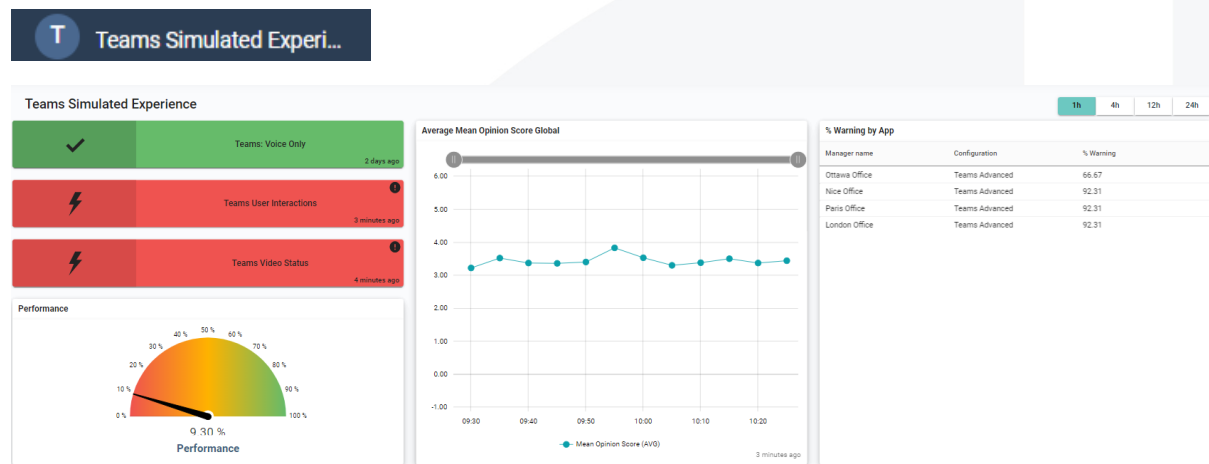 T Teams Simulated Experi...
Teams Simulated Experience
1h 4h 12h 24h
Teams: Voice Only
2 days ago
Teams User Interactions
3 minutes ago
Teams Video Status
4 minutes ago
Performance
0 %
10 %
20 %
30 %
40 %
50 %
60 %
70 %
80 %
90 %
100 %
9.30 %
Performance
Average Mean Opinion Score Global
6.00
5.00
4.00
3.00
2.00
1.00
0.00
-1.00
09:30 09:40 09:50 10:00 10:10 10:20
Mean Opinion Score (AVG)
3 minutes ago
% Warning by App
Manager name Configuration % Warning
Ottawa Office Teams Advanced 66.67
Nice Office Teams Advanced 92.31
Paris Office Teams Advanced 92.31
London Office Teams Advanced 92.31